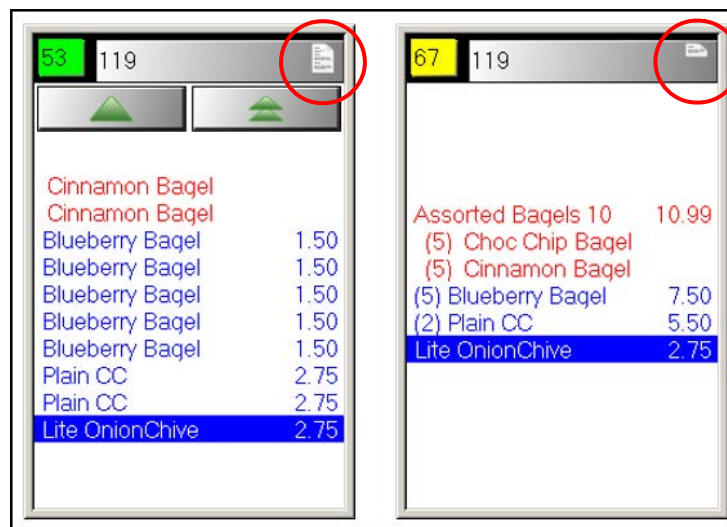 53 119
Cinnamon Bagel
Cinnamon Bagel
Blueberry Bagel 1.50
Blueberry Bagel 1.50
Blueberry Bagel 1.50
Blueberry Bagel 1.50
Blueberry Bagel 1.50
Plain CC 2.75
Plain CC 2.75
Lite OnionChive 2.75
67 119
Assorted Bagels 10 10.99
(5) Choc Chip Bagel
(5) Cinnamon Bagel
(5) Blueberry Bagel 7.50
(2) Plain CC 5.50
Lite OnionChive 2.75